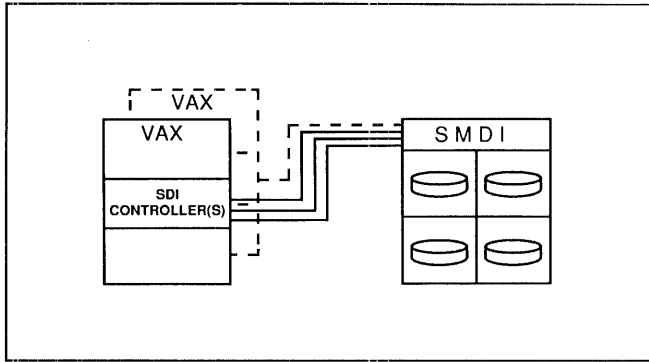 VAX
VAX
SMDI
SDI
CONTROLLER(S)